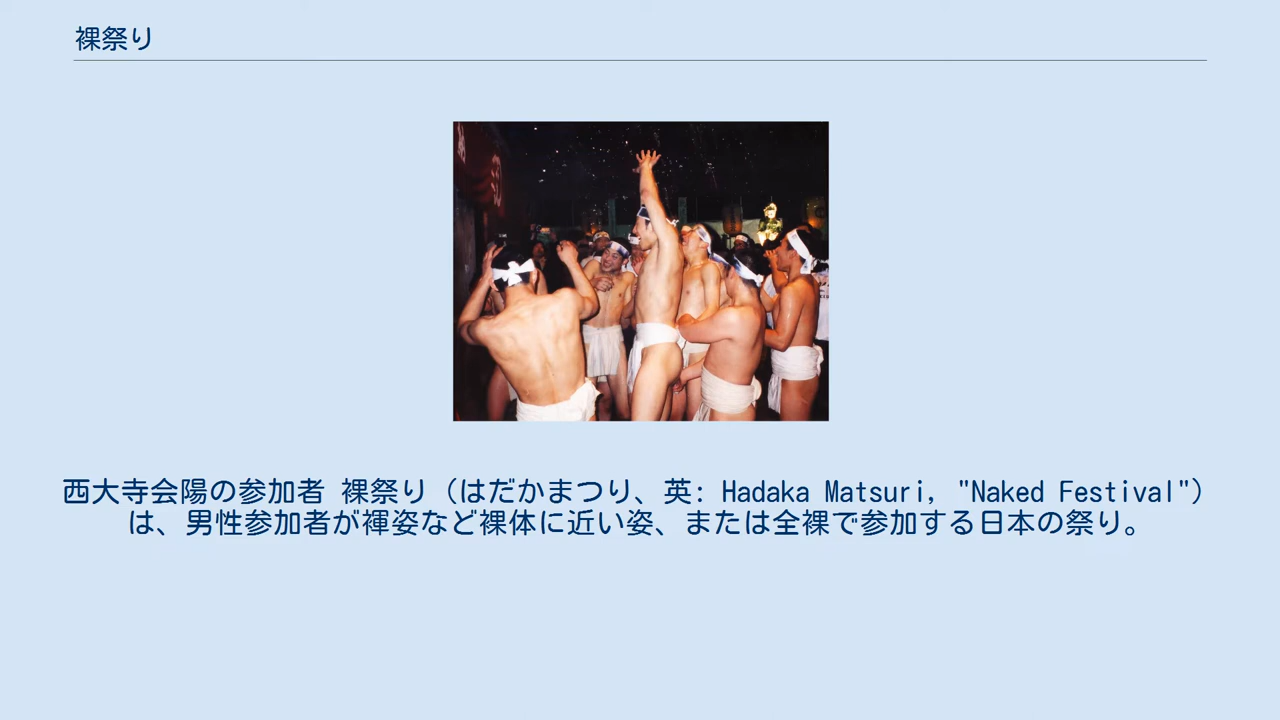 裸祭り
西大寺会陽の参加者 裸祭り（はだかまつり、英: Hadaka Matsuri, "Naked Festival"）
は、男性参加者が褌姿など裸体に近い姿、または全裸で参加する日本の祭り。